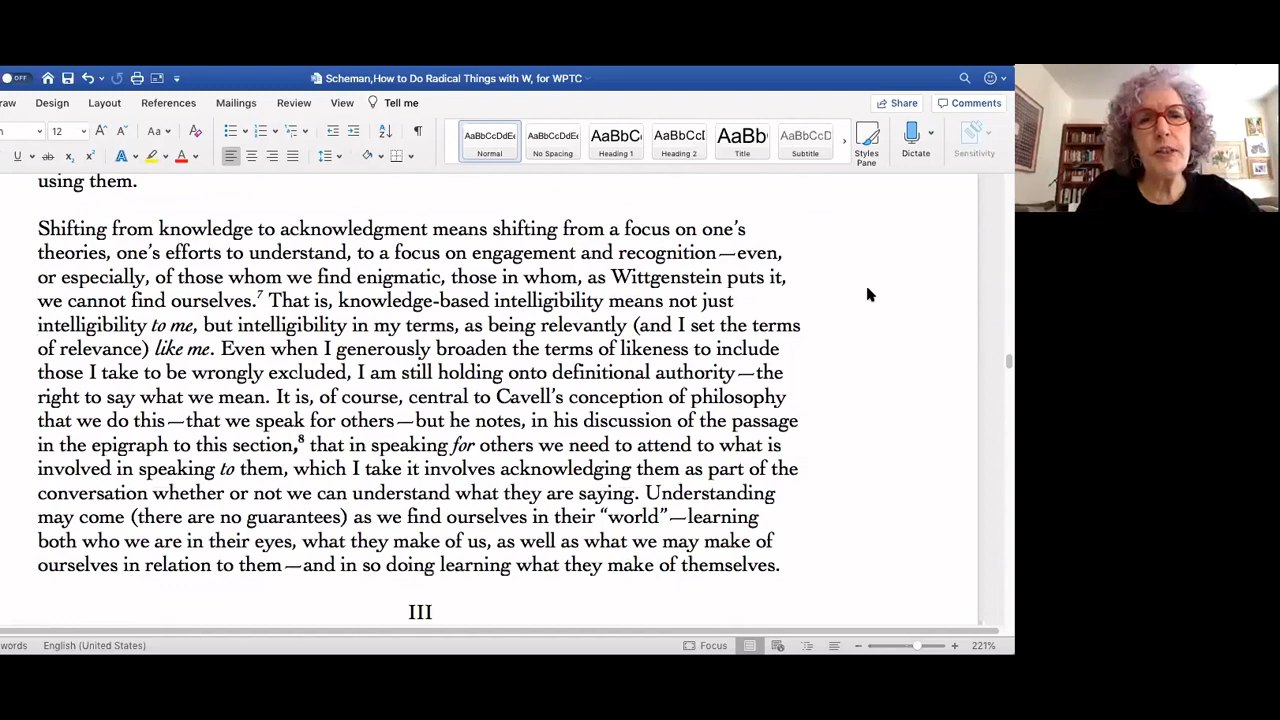 OFF
Scheman,How to Do Radical Things with W, for WPTC
raw Design Layout References Mailings Review View Tell me Share Comments
n 12 A A Aa A
AaBbCcDdEe AaBbCcDdEe AaBbC AaBbCcD AaBb AaBbCcD
U ab x₂ x² A A
Normal No Spacing Heading 1 Heading 2 Title Subtitle Styles Pane Dictate Sensitivity
using them.
Shifting from knowledge to acknowledgment means shifting from a focus on one’s
theories, one’s efforts to understand, to a focus on engagement and recognition—even,
or especially, of those whom we find enigmatic, those in whom, as Wittgenstein puts it,
we cannot find ourselves.⁷ That is, knowledge-based intelligibility means not just
intelligibility to me, but intelligibility in my terms, as being relevantly (and I set the terms
of relevance) like me. Even when I generously broaden the terms of likeness to include
those I take to be wrongly excluded, I am still holding onto definitional authority—the
right to say what we mean. It is, of course, central to Cavell’s conception of philosophy
that we do this—that we speak for others—but he notes, in his discussion of the passage
in the epigraph to this section,⁸ that in speaking for others we need to attend to what is
involved in speaking to them, which I take it involves acknowledging them as part of the
conversation whether or not we can understand what they are saying. Understanding
may come (there are no guarantees) as we find ourselves in their “world”—learning
both who we are in their eyes, what they make of us, as well as what we may make of
ourselves in relation to them—and in so doing learning what they make of themselves.
III
words English (United States) Focus 221%